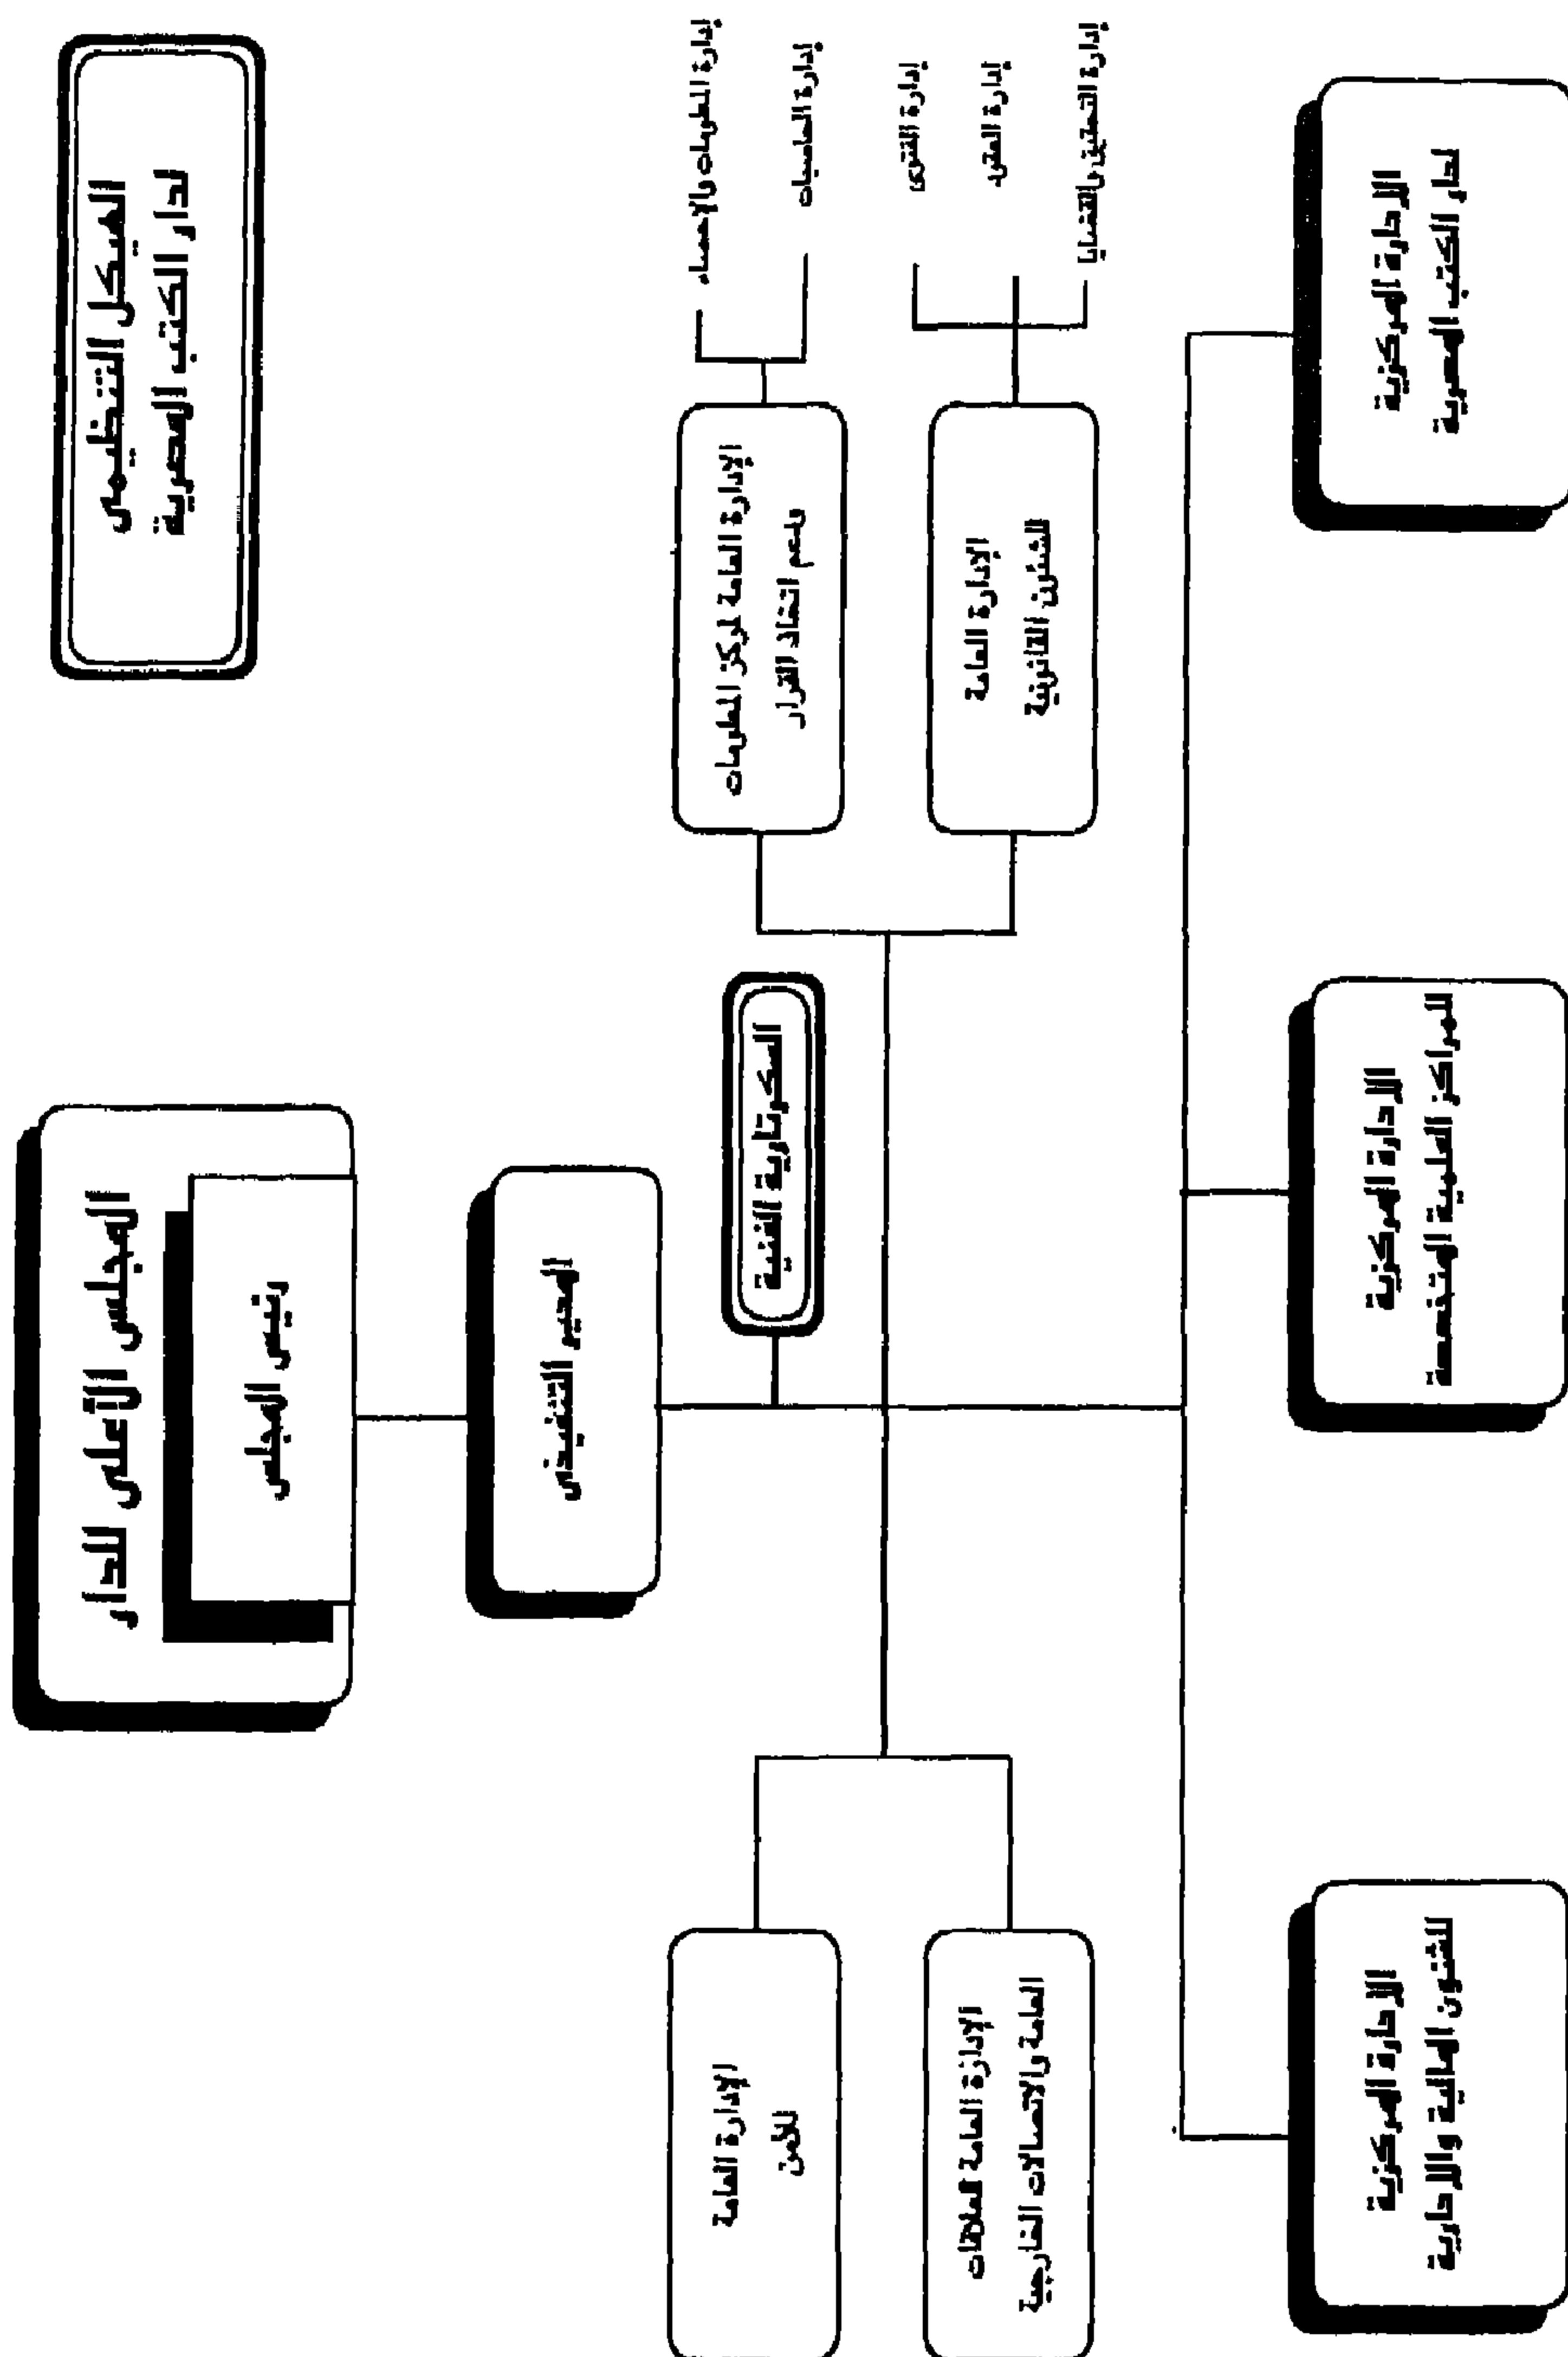 الهيكل التنظيمى
لدار الكتب المصرية
المجلس الأعلى للدار
رئيس المجلس
المدير التنفيذى
السكرتارية الفنية
الإدارة العامة لمركز المعلومات
ودعم اتخاذ القرار
إدارة المعلومات والإحصاء
إدارة الحاسبات
الإدارة العامة
للشئون القانونية
إدارة الفتوى
إدارة العقود
إدارة التحقيق والقضايا
الإدارة العامة
للأمن
الإدارة العامة للعلاقات
العامة والاتصالات الخارجية
الإدارة المركزية
لدار الكتب المصرية
الإدارة المركزية
للمراكز العلمية المتخصصة
الإدارة المركزية
للشئون المالية والادارية